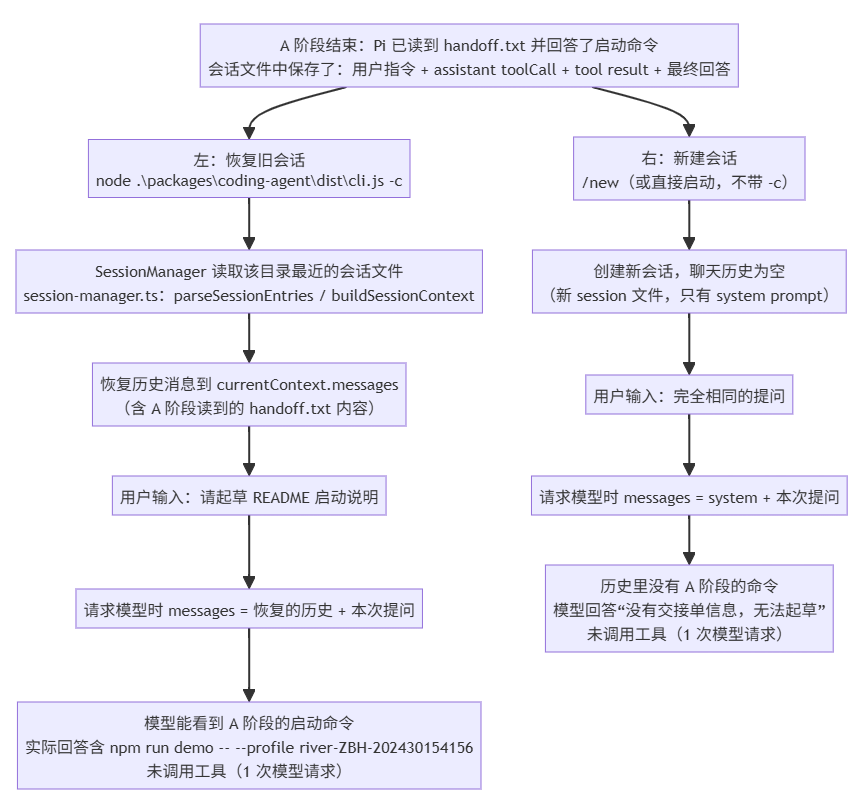 A 阶段结束：Pi 已读到 handoff.txt 并回答了启动命令
会话文件中保存了：用户指令 + assistant toolCall + tool result + 最终回答
左：恢复旧会话
node .\packages\coding-agent\dist\cli.js -c
SessionManager 读取该目录最近的会话文件
session-manager.ts：parseSessionEntries / buildSessionContext
恢复历史消息到 currentContext.messages
（含 A 阶段读到的 handoff.txt 内容）
用户输入：请起草 README 启动说明
请求模型时 messages = 恢复的历史 + 本次提问
模型能看到 A 阶段的启动命令
实际回答含 npm run demo -- --profile river-ZBH-202430154156
未调用工具（1 次模型请求）
右：新建会话
/new（或直接启动，不带 -c）
创建新会话，聊天历史为空
（新 session 文件，只有 system prompt）
用户输入：完全相同的提问
请求模型时 messages = system + 本次提问
历史里没有 A 阶段的命令
模型回答“没有交接单信息，无法起草”
未调用工具（1 次模型请求）